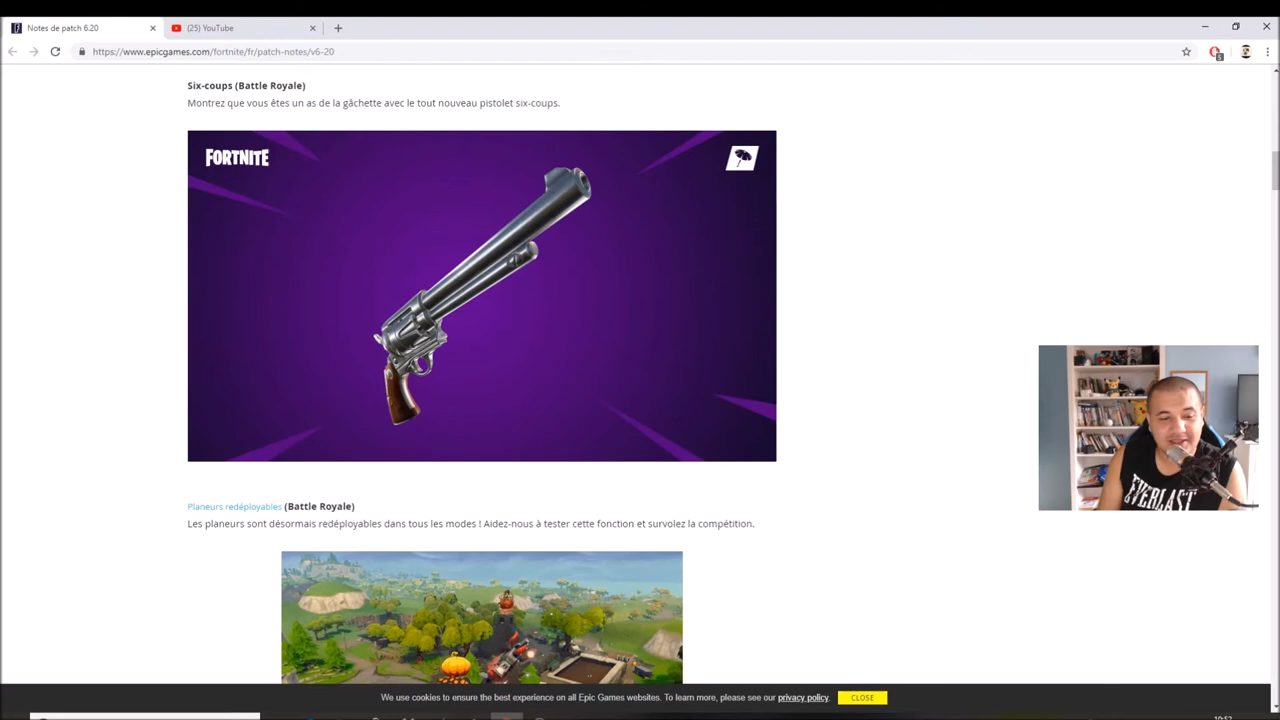 Notes de patch 6.20
(25) YouTube
https://www.epicgames.com/fortnite/fr/patch-notes/v6-20
5
Six-coups (Battle Royale)
Montrez que vous êtes un as de la gâchette avec le tout nouveau pistolet six-coups.
FORTNITE
EVERLAST
Planeurs redéployables (Battle Royale)
Les planeurs sont désormais redéployables dans tous les modes ! Aidez-nous à tester cette fonction et survolez la compétition.
We use cookies to ensure the best experience on all Epic Games websites. To learn more, please see our privacy policy. CLOSE